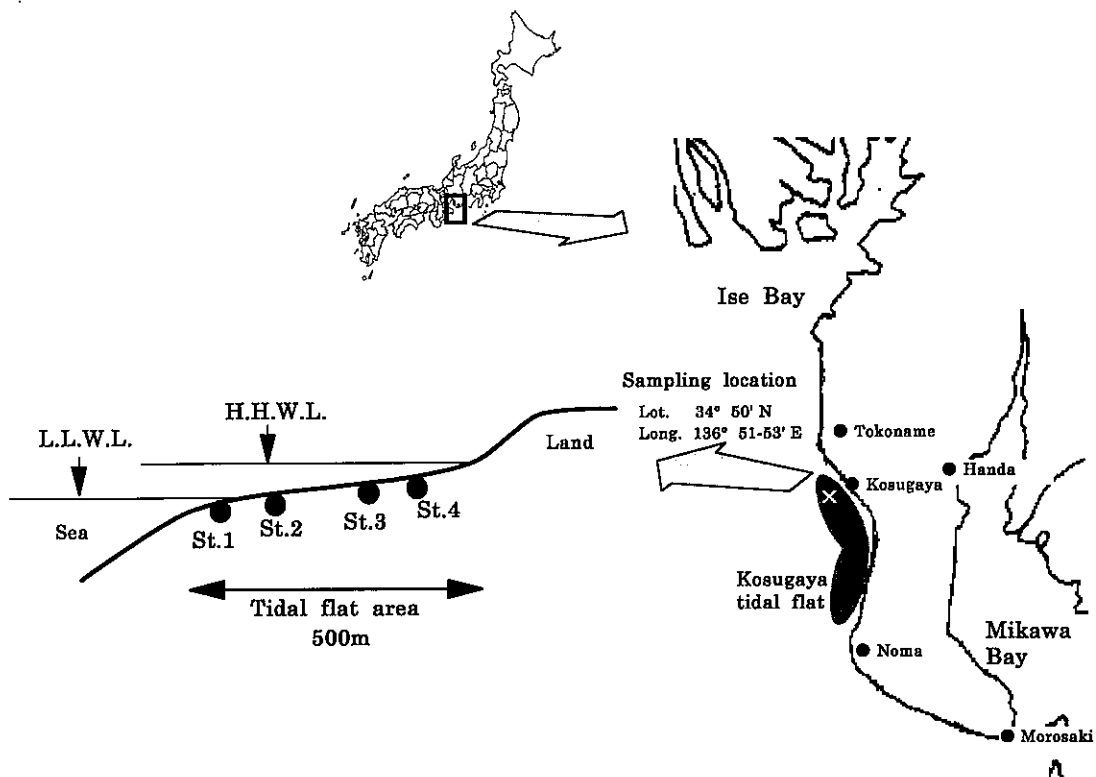 Ise Bay
Sampling location
Lot. 34° 50' N
Long. 136° 51-53' E
H.H.W.L.
L.L.W.L.
Land
Sea
St.1
St.2
St.3
St.4
Tidal flat area
500m
Tokoname
Handa
Kosugaya
Kosugaya
tidal flat
Noma
Mikawa
Bay
Morosaki